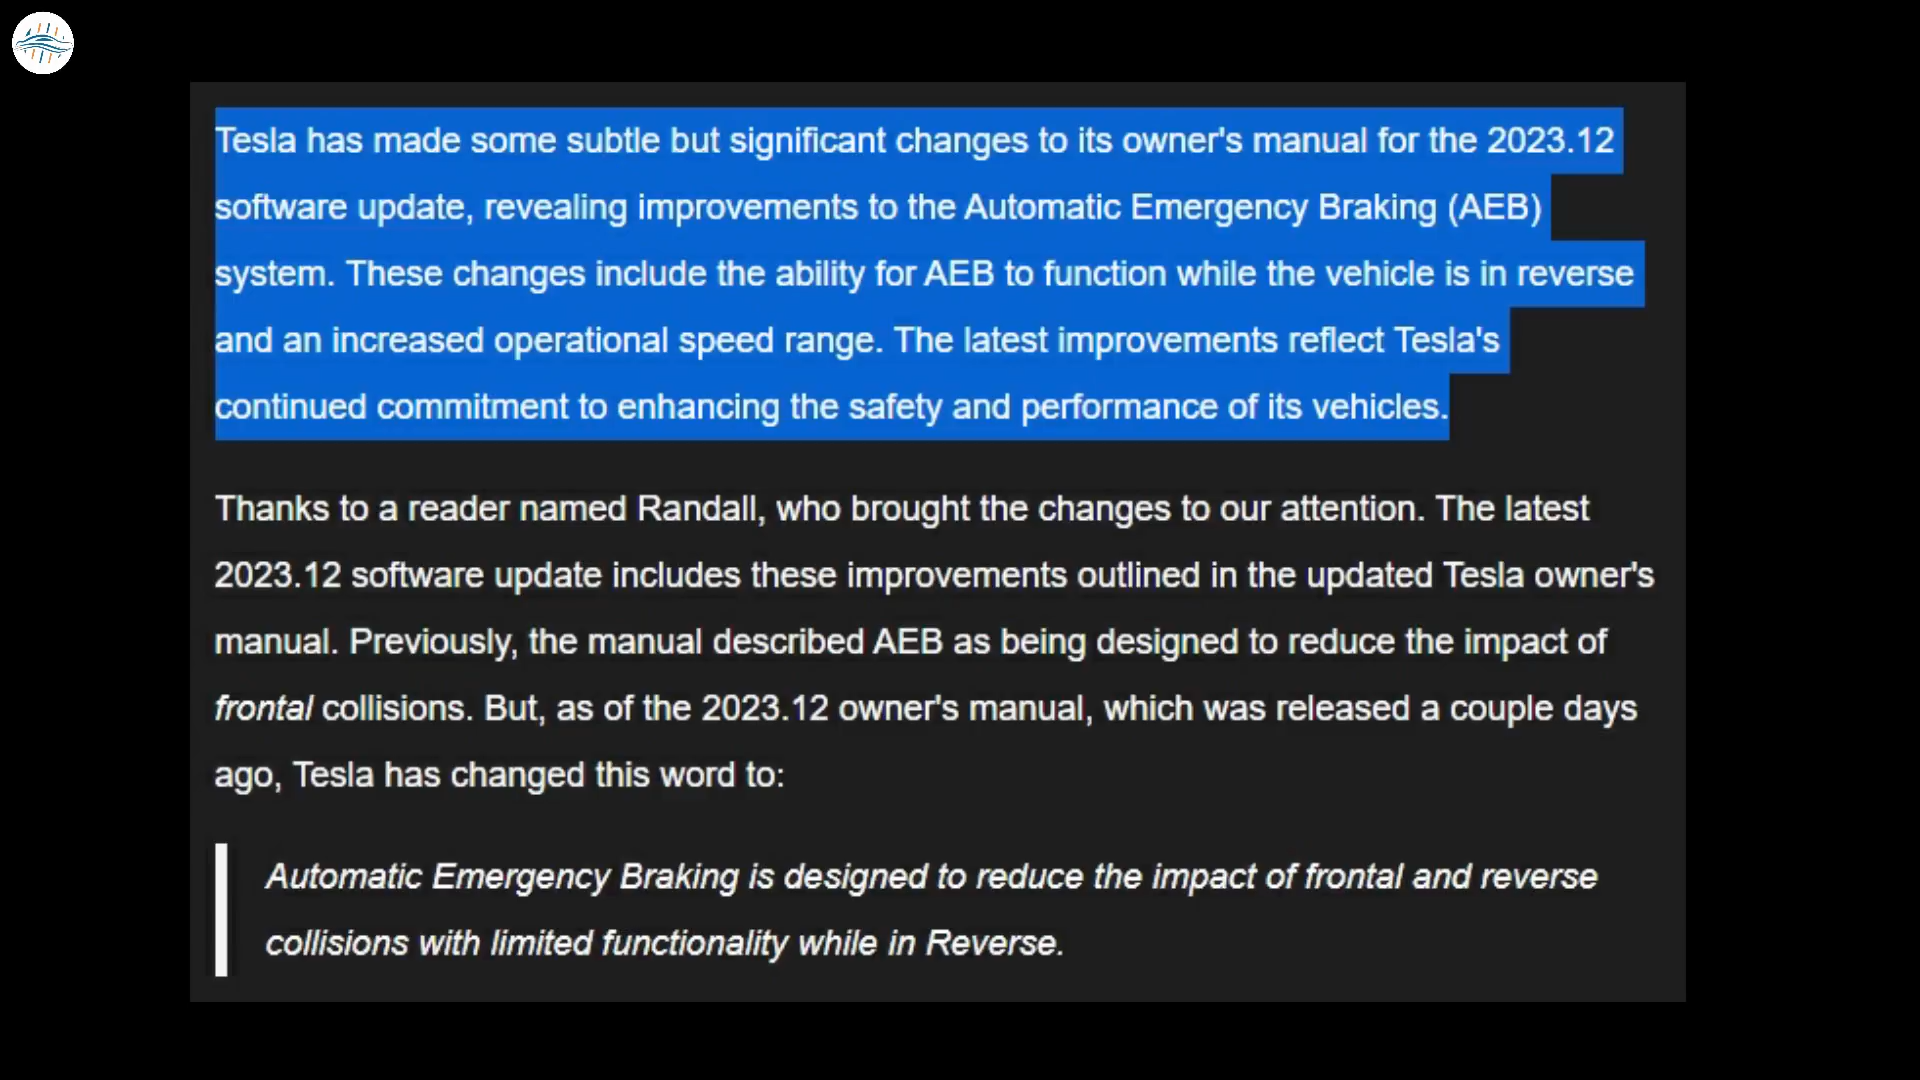 Tesla has made some subtle but significant changes to its owner's manual for the 2023.12
software update, revealing improvements to the Automatic Emergency Braking (AEB)
system. These changes include the ability for AEB to function while the vehicle is in reverse
and an increased operational speed range. The latest improvements reflect Tesla's
continued commitment to enhancing the safety and performance of its vehicles.
Thanks to a reader named Randall, who brought the changes to our attention. The latest
2023.12 software update includes these improvements outlined in the updated Tesla owner's
manual. Previously, the manual described AEB as being designed to reduce the impact of
frontal collisions. But, as of the 2023.12 owner's manual, which was released a couple days
ago, Tesla has changed this word to:
Automatic Emergency Braking is designed to reduce the impact of frontal and reverse
collisions with limited functionality while in Reverse.